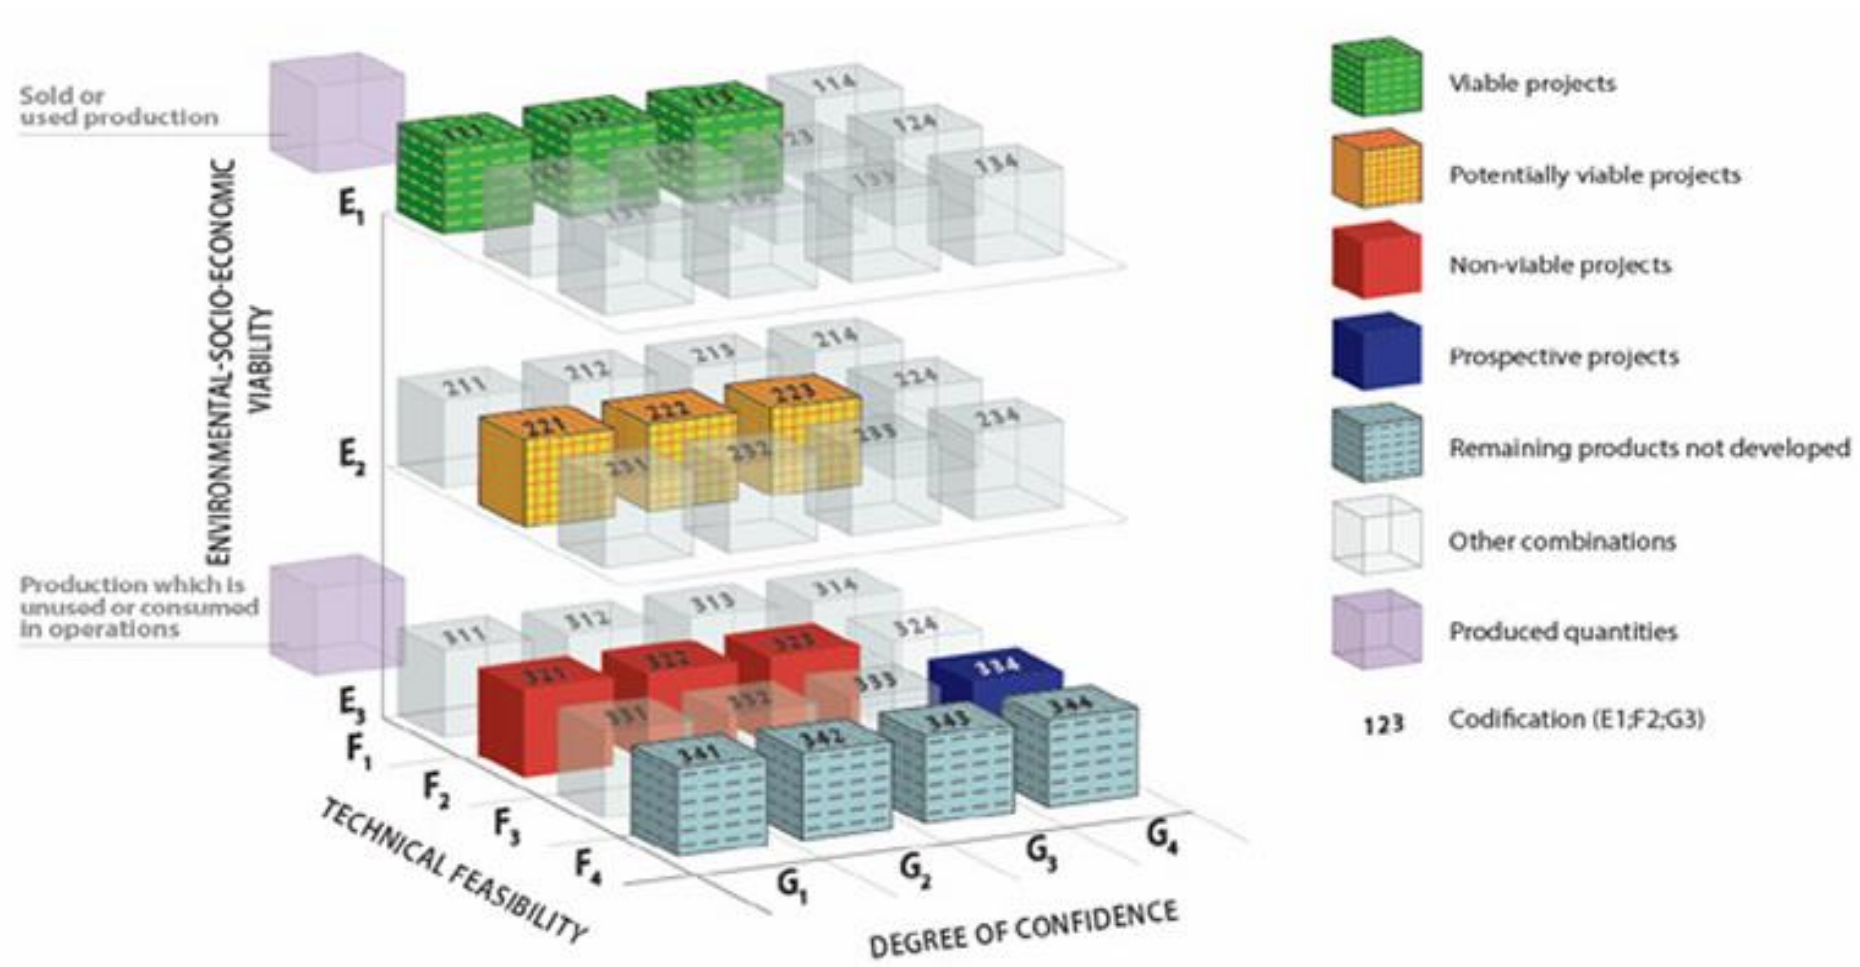 Sold or
used production
ENVIRONMENTAL-SOCIO-ECONOMIC
VIABILITY
Production which is
unused or consumed
in operations
E1
E2
E3
F1
F2
F3
F4
TECHNICAL FEASIBILITY
G1
G2
G3
G4
DEGREE OF CONFIDENCE
111
112
113
114
123
124
133
134
211
212
213
214
221
222
223
224
231
232
233
234
311
312
313
314
321
322
323
324
331
332
333
334
341
342
343
344
Viable projects
Potentially viable projects
Non-viable projects
Prospective projects
Remaining products not developed
Other combinations
Produced quantities
123 Codification (E1;F2;G3)